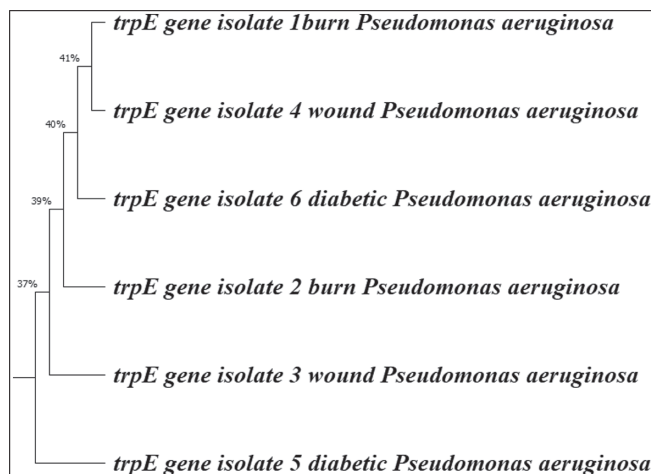 trpE gene isolate 1burn Pseudomonas aeruginosa
41%
trpE gene isolate 4 wound Pseudomonas aeruginosa
40%
trpE gene isolate 6 diabetic Pseudomonas aeruginosa
39%
trpE gene isolate 2 burn Pseudomonas aeruginosa
37%
trpE gene isolate 3 wound Pseudomonas aeruginosa
trpE gene isolate 5 diabetic Pseudomonas aeruginosa